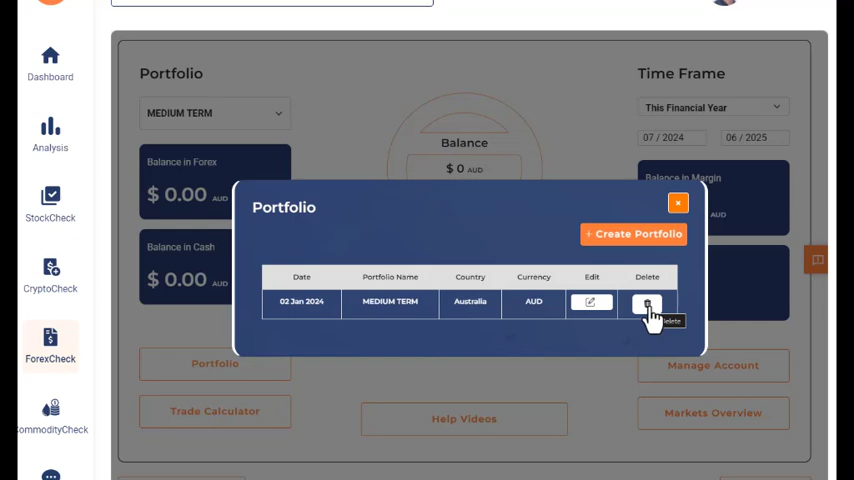 Dashboard
Analysis
StockCheck
CryptoCheck
ForexCheck
CommodityCheck
Portfolio
MEDIUM TERM
Balance in Forex
$ 0.00 AUD
Balance in Cash
$ 0.00 AUD
Balance
$ 0 AUD
Time Frame
This Financial Year
07 / 2024
06 / 2025
Balance in Margin
AUD
Portfolio
×
+ Create Portfolio
Date Portfolio Name Country Currency Edit Delete
02 Jan 2024 MEDIUM TERM Australia AUD
Portfolio
Manage Account
Trade Calculator
Help Videos
Markets Overview